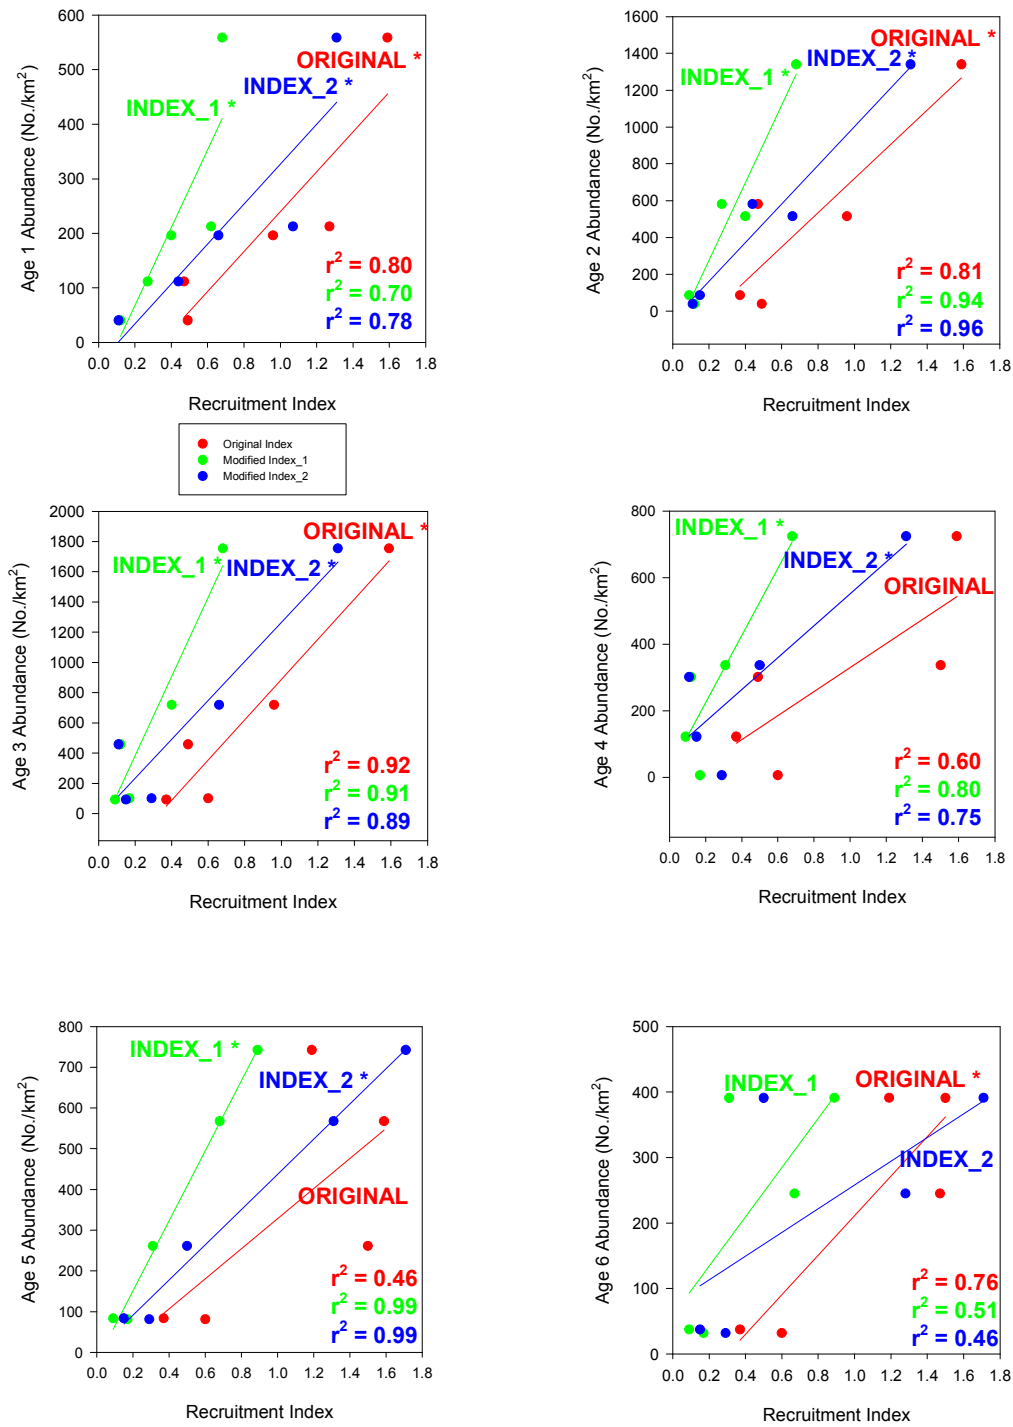 600
500
400
300
200
100
0
Age 1 Abundance (No./km²)
ORIGINAL *
INDEX_2 *
INDEX_1 *
r² = 0.80
r² = 0.70
r² = 0.78
0.0 0.2 0.4 0.6 0.8 1.0 1.2 1.4 1.6 1.8
Recruitment Index
1600
1400
1200
1000
800
600
400
200
0
Age 2 Abundance (No./km²)
ORIGINAL *
INDEX_2 *
INDEX_1 *
r² = 0.81
r² = 0.94
r² = 0.96
0.0 0.2 0.4 0.6 0.8 1.0 1.2 1.4 1.6 1.8
Recruitment Index
Original Index
Modified Index_1
Modified Index_2
2000
1800
1600
1400
1200
1000
800
600
400
200
0
Age 3 Abundance (No./km²)
ORIGINAL *
INDEX_1 *
INDEX_2 *
r² = 0.92
r² = 0.91
r² = 0.89
0.0 0.2 0.4 0.6 0.8 1.0 1.2 1.4 1.6 1.8
Recruitment Index
800
600
400
200
0
Age 4 Abundance (No./km²)
INDEX_1 *
INDEX_2 *
ORIGINAL
r² = 0.60
r² = 0.80
r² = 0.75
0.0 0.2 0.4 0.6 0.8 1.0 1.2 1.4 1.6 1.8
Recruitment Index
800
700
600
500
400
300
200
100
0
Age 5 Abundance (No./km²)
INDEX_1 *
INDEX_2 *
ORIGINAL
r² = 0.46
r² = 0.99
r² = 0.99
0.0 0.2 0.4 0.6 0.8 1.0 1.2 1.4 1.6 1.8
Recruitment Index
500
400
300
200
100
0
Age 6 Abundance (No./km²)
ORIGINAL *
INDEX_1
INDEX_2
r² = 0.76
r² = 0.51
r² = 0.46
0.0 0.2 0.4 0.6 0.8 1.0 1.2 1.4 1.6 1.8
Recruitment Index